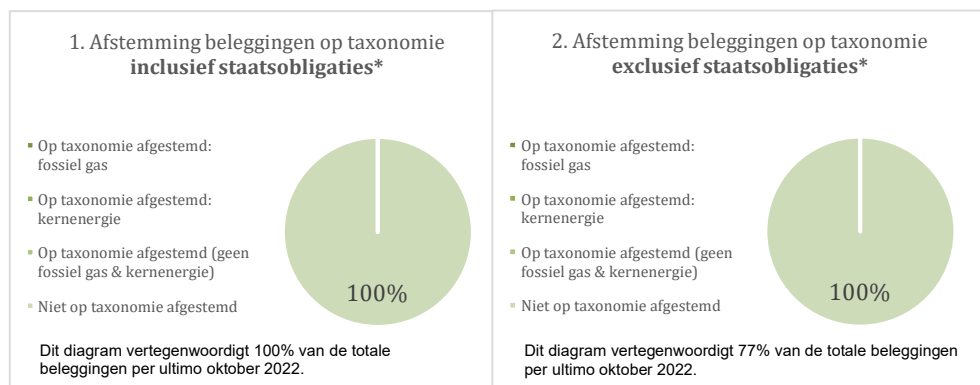 1. Afstemming beleggingen op taxonomie
inclusief staatsobligaties*
Op taxonomie afgestemd:
fossiel gas
Op taxonomie afgestemd:
kernenergie
Op taxonomie afgestemd (geen
fossiel gas & kernenergie)
Niet op taxonomie afgestemd
100%
Dit diagram vertegenwoordigt 100% van de totale
beleggingen per ultimo oktober 2022.
2. Afstemming beleggingen op taxonomie
exclusief staatsobligaties*
Op taxonomie afgestemd:
fossiel gas
Op taxonomie afgestemd:
kernenergie
Op taxonomie afgestemd (geen
fossiel gas & kernenergie)
Niet op taxonomie afgestemd
100%
Dit diagram vertegenwoordigt 77% van de totale beleggingen
per ultimo oktober 2022.